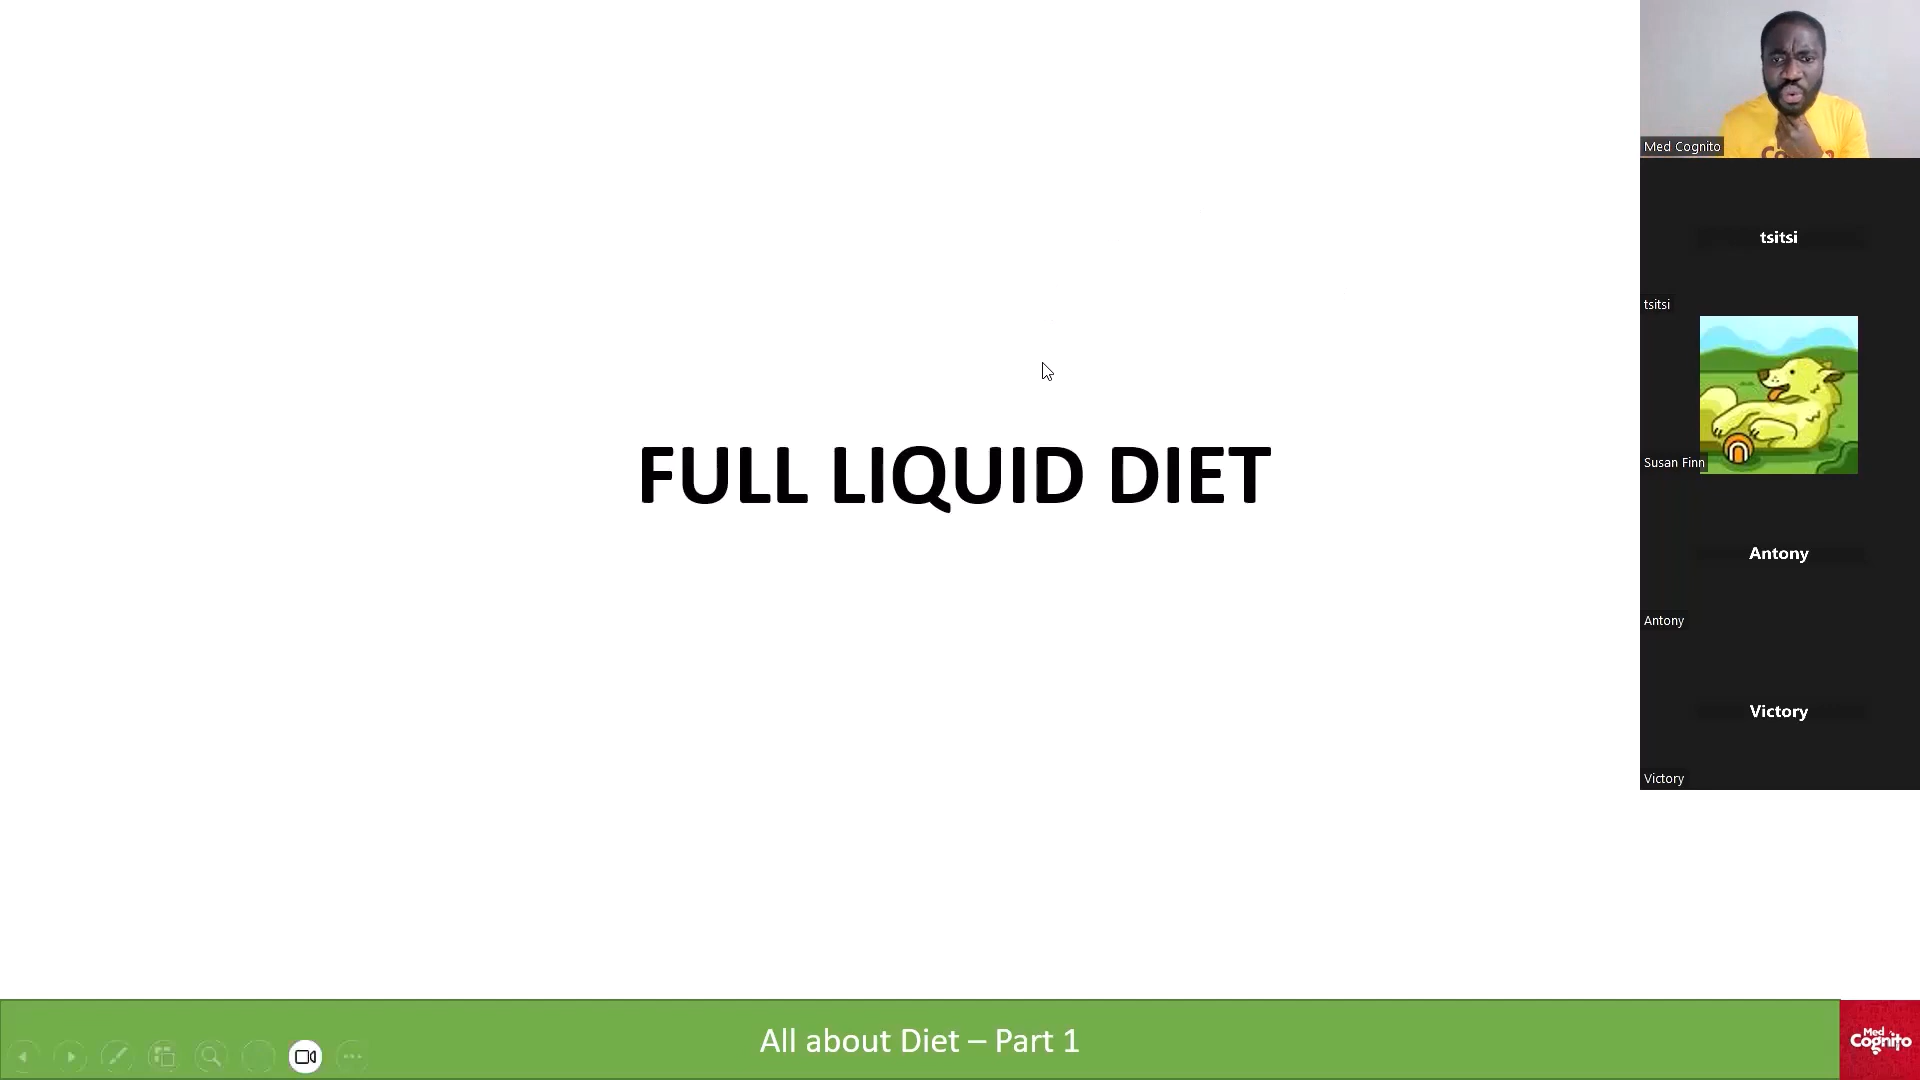 Med Cognito
tsitsi
tsitsi
Susan Finn
FULL LIQUID DIET
Antony
Antony
Victory
Victory
All about Diet – Part 1
Med
Cognito